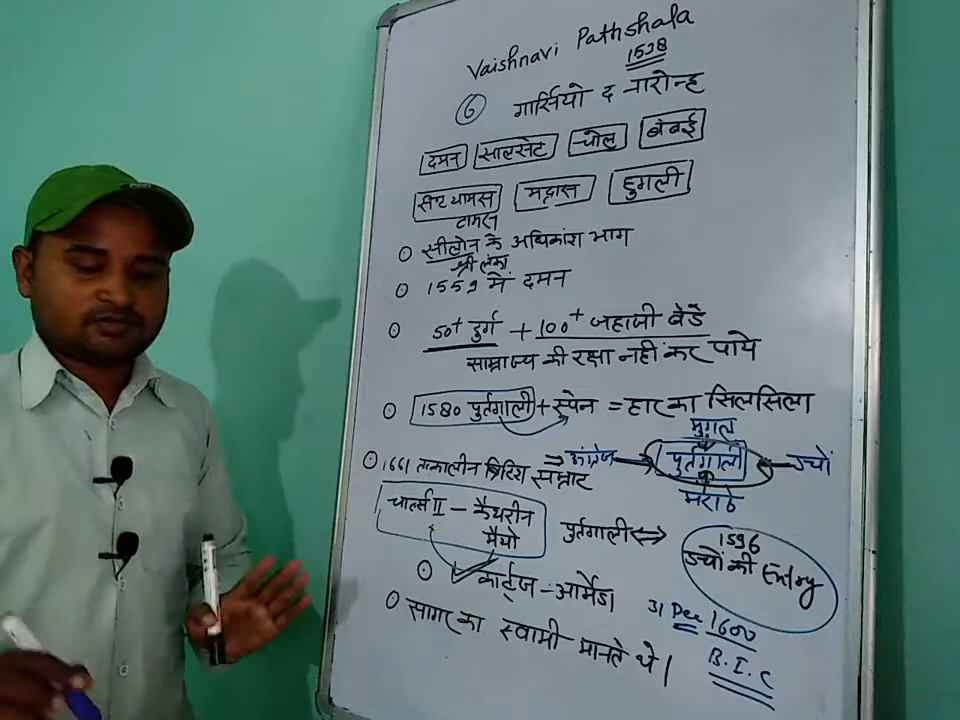 Vaishnavi Pathshala
1538
6 गार्सियो द नारोन्ह
दमन सालसेट चोल बंबई
सेन्ट थामस मद्रास हुगली
टामस
सीलोन के अधिकांश भाग
श्री लंका
1559 में दमन
50+ दुर्ग + 100+ जहाजी बेडे
साम्राज्य की रक्षा नहीं कर पाये
1580 पुर्तगाली + स्पेन = हार का सिलसिला
मुगल
1661 तत्कालीन ब्रिटिश सम्राट => अंग्रेज पुर्तगाली डचों
मराठे
चार्ल्स II - कैथरीन
मैयो
पुर्तगाली
1596
डचों की Entry
कार्ट्ज - आर्मेडा
31 Dec 1600
सागर का स्वामी मानते थे।
B.I.C